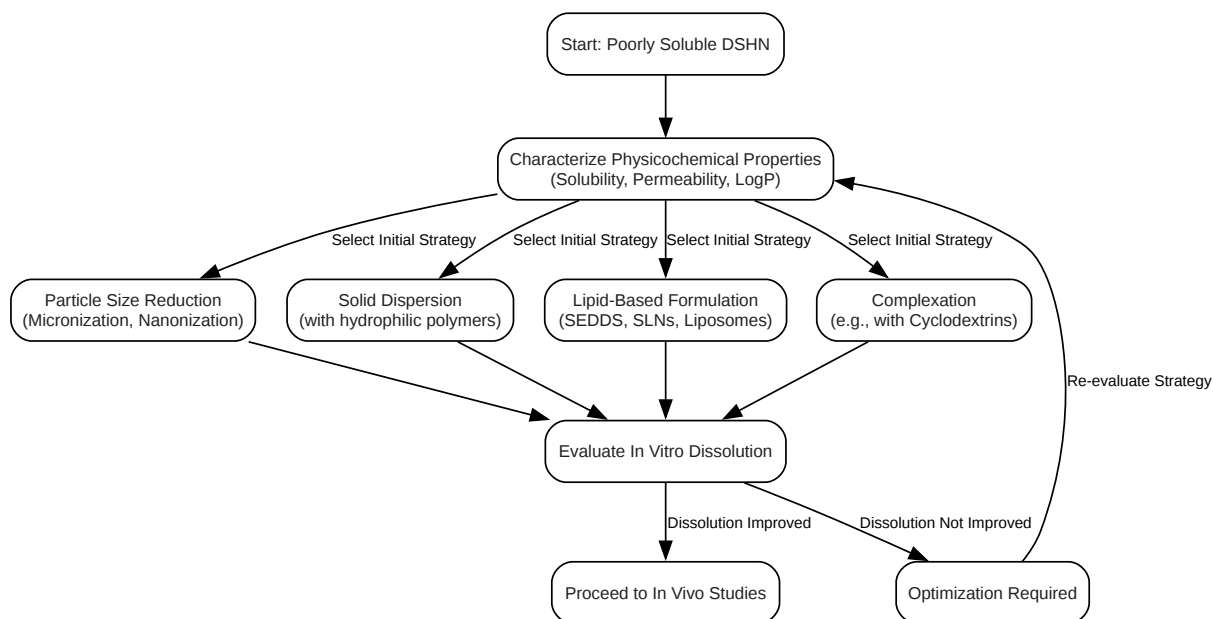 Start: Poorly Soluble DSHN
Characterize Physicochemical Properties
(Solubility, Permeability, LogP)
Select Initial Strategy
Select Initial Strategy
Select Initial Strategy
Select Initial Strategy
Particle Size Reduction
(Micronization, Nanonization)
Solid Dispersion
(with hydrophilic polymers)
Lipid-Based Formulation
(SEDDS, SLNs, Liposomes)
Complexation
(e.g., with Cyclodextrins)
Re-evaluate Strategy
Evaluate In Vitro Dissolution
Dissolution Improved
Dissolution Not Improved
Proceed to In Vivo Studies
Optimization Required